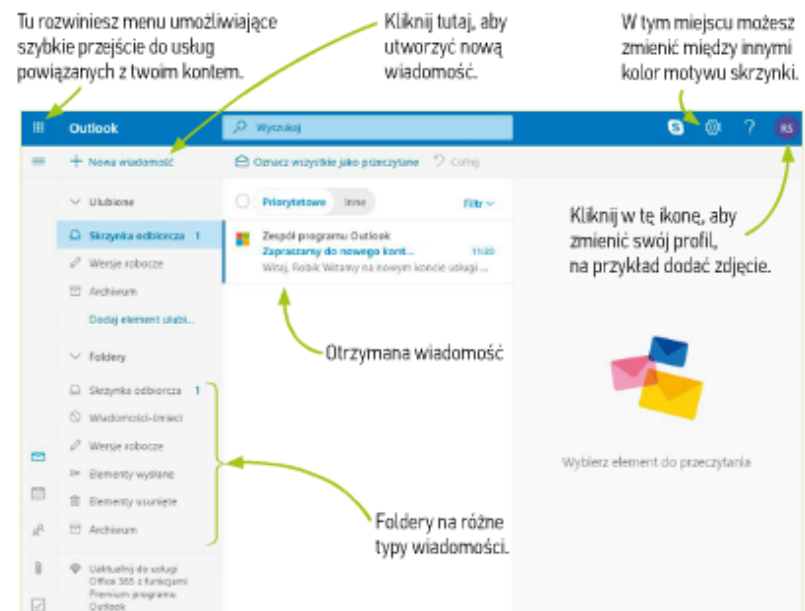 Tu rozwiniesz menu umożliwiające
szybkie przejście do usług
powiązanych z twoim kontem.
Kliknij tutaj, aby
utworzyć nową
wiadomość.
W tym miejscu możesz
zmienić między innymi
kolor motywu skrzynki.
Outlook
Wyszukaj
S
?
RS
Nowa wiadomość
Oznacz wszystkie jako przeczytane
Cofnij
Ulubione
Skrzynka odbiorcza 1
Wersje robocze
Archiwum
Dodaj element ulubi...
Foldery
Skrzynka odbiorcza 1
Wiadomości-śmieci
Wersje robocze
Elementy wysłane
Elementy usunięte
Archiwum
Uaktualnij do usługi
Office 365 z funkcjami
Premium programu
Outlook
Priorytetowe
Inne
Filtr
Zespół programu Outlook
Zapraszamy do nowego kont... 11:20
Witaj, Robik Witamy na nowym koncie usługi ...
Kliknij w tę ikonę, aby
zmienić swój profil,
na przykład dodać zdjęcie.
Otrzymana wiadomość
Wybierz element do przeczytania
Foldery na różne
typy wiadomości.